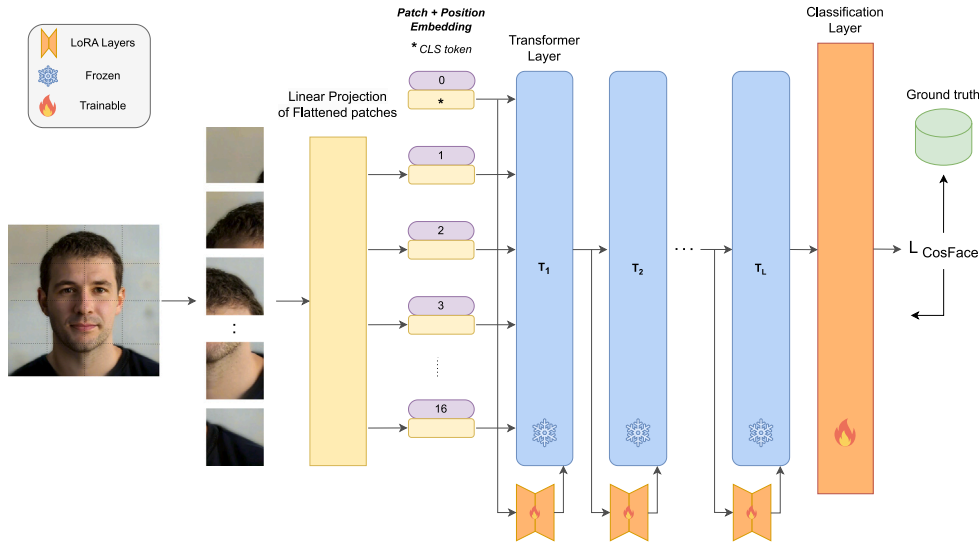 LoRA Layers
Frozen
Trainable
Patch + Position
Embedding
* CLS token
Linear Projection
of Flattened patches
0
*
1
2
3
16
Transformer
Layer
T1
T2
TL
Classification
Layer
Ground truth
L CosFace